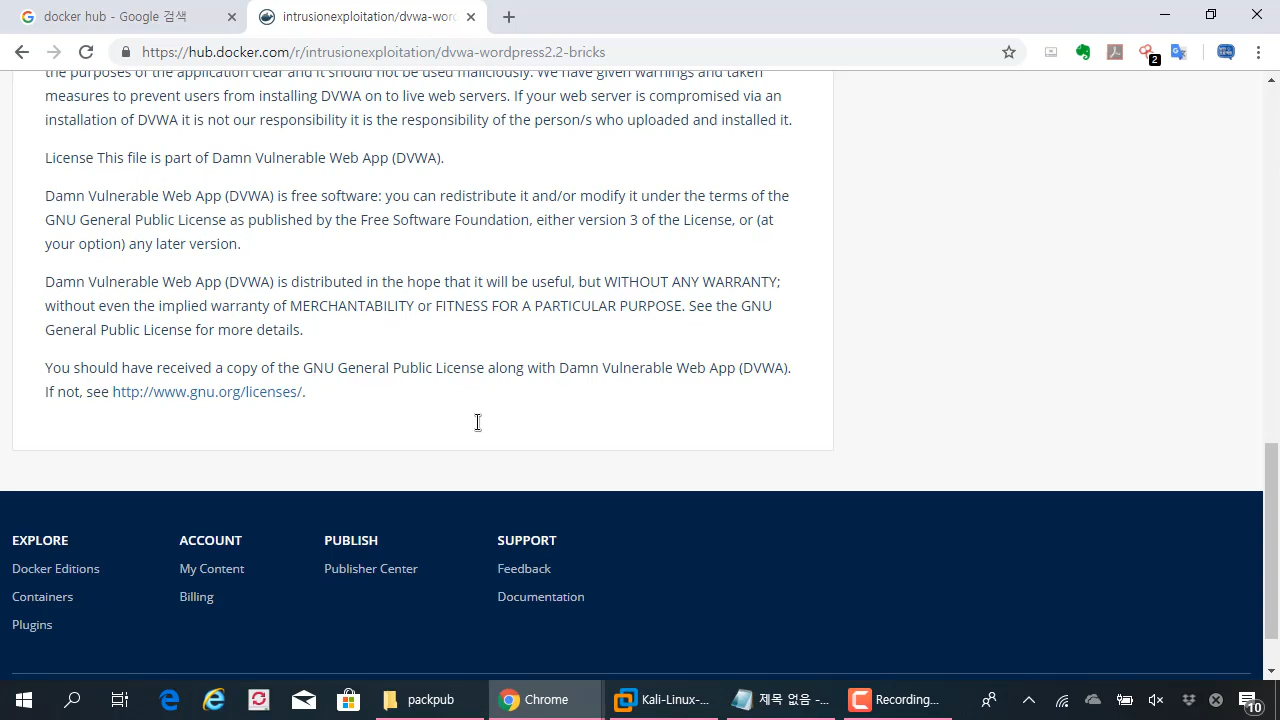 docker hub - Google 검색
intrusionexploitation/dvwa-word
https://hub.docker.com/r/intrusionexploitation/dvwa-wordpress2.2-bricks
2
the purposes of the application clear and it should not be used maliciously. We have given warnings and taken
measures to prevent users from installing DVWA on to live web servers. If your web server is compromised via an
installation of DVWA it is not our responsibility it is the responsibility of the person/s who uploaded and installed it.
License This file is part of Damn Vulnerable Web App (DVWA).
Damn Vulnerable Web App (DVWA) is free software: you can redistribute it and/or modify it under the terms of the
GNU General Public License as published by the Free Software Foundation, either version 3 of the License, or (at
your option) any later version.
Damn Vulnerable Web App (DVWA) is distributed in the hope that it will be useful, but WITHOUT ANY WARRANTY;
without even the implied warranty of MERCHANTABILITY or FITNESS FOR A PARTICULAR PURPOSE. See the GNU
General Public License for more details.
You should have received a copy of the GNU General Public License along with Damn Vulnerable Web App (DVWA).
If not, see http://www.gnu.org/licenses/.
EXPLORE ACCOUNT PUBLISH SUPPORT
Docker Editions My Content Publisher Center Feedback
Containers Billing Documentation
Plugins
packpub Chrome Kali-Linux-... 제목 없음 -... Recording... 10